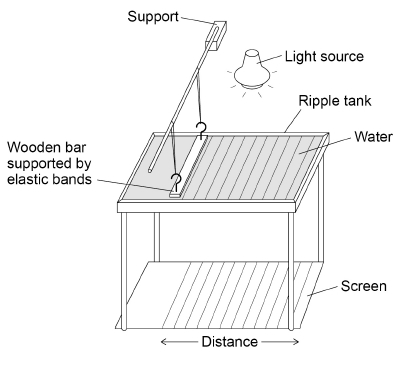 Support
Light source
Ripple tank
Water
Wooden bar
supported by
elastic bands
Screen
Distance